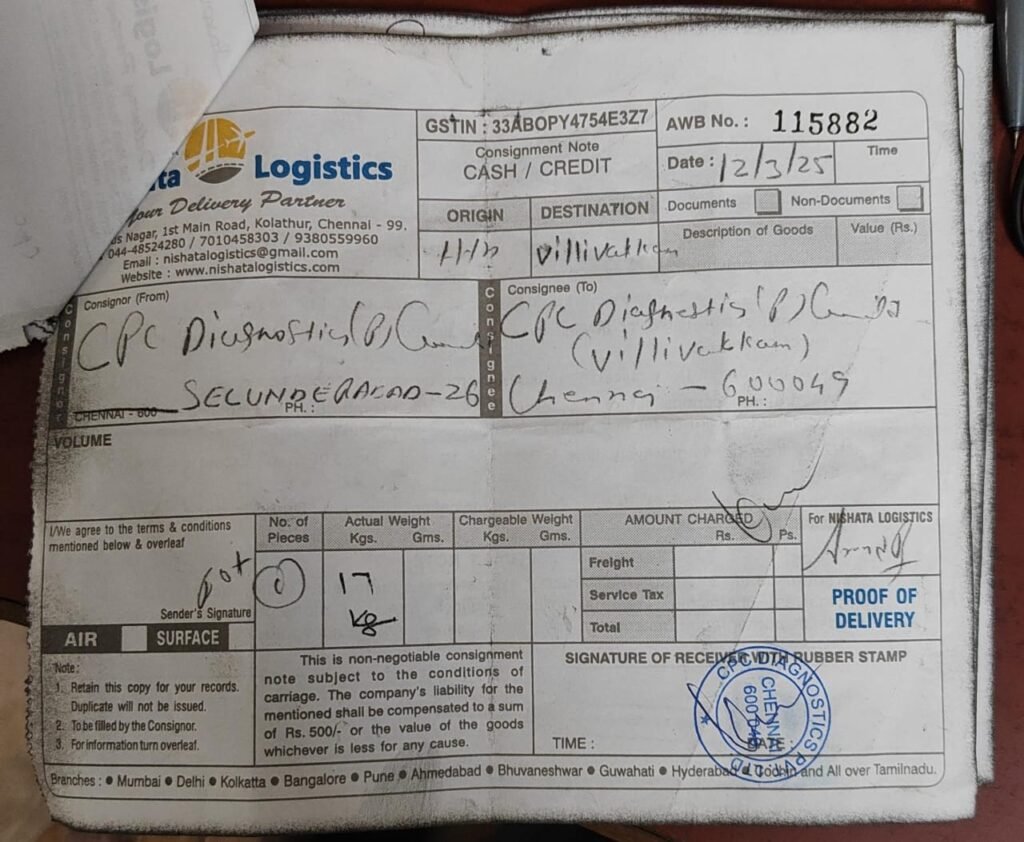 ta Logistics
Your Delivery Partner
us Nagar, 1st Main Road, Kolathur, Chennai - 99.
044-48524280 / 7010458303 / 9380559960
Email : nishatalogistics@gmail.com
Website : www.nishatalogistics.com
GSTIN : 33ABOPY4754E3Z7
Consignment Note
CASH / CREDIT
AWB No. : 115882
Date : 12/3/25
Time
ORIGIN
DESTINATION
Documents
Non-Documents
Villivakkam
Description of Goods
Value (Rs.)
Consignor
Consignor (From)
CPC Diagnostics (P)
SECUNDERABAD-26
CHENNAI - 600
PH. :
Consignee
Consignee (To)
CPC Diagnostics (P)
(Villivakkam)
Chennai - 600049
PH. :
VOLUME
I/We agree to the terms & conditions
mentioned below & overleaf
Sender's Signature
No. of Pieces
Actual Weight
Kgs. Gms.
17
kg
Chargeable Weight
Kgs. Gms.
AMOUNT CHARGED
Rs. Ps.
Freight
Service Tax
Total
For NISHATA LOGISTICS
PROOF OF
DELIVERY
AIR
SURFACE
Note:
1. Retain this copy for your records.
Duplicate will not be issued.
2. To be filled by the Consignor.
3. For information turn overleaf.
This is non-negotiable consignment
note subject to the conditions of
carriage. The company's liability for the
mentioned shall be compensated to a sum
of Rs. 500/- or the value of the goods
whichever is less for any cause.
SIGNATURE OF RECEIVER WITH RUBBER STAMP
CPC DIAGNOSTICS PVT LTD
CHENNAI
600 049
TIME :
DATE :
Branches : ● Mumbai ● Delhi ● Kolkatta ● Bangalore ● Pune ● Ahmedabad ● Bhuvaneshwar ● Guwahati ● Hyderabad ● Cochin and All over Tamilnadu.